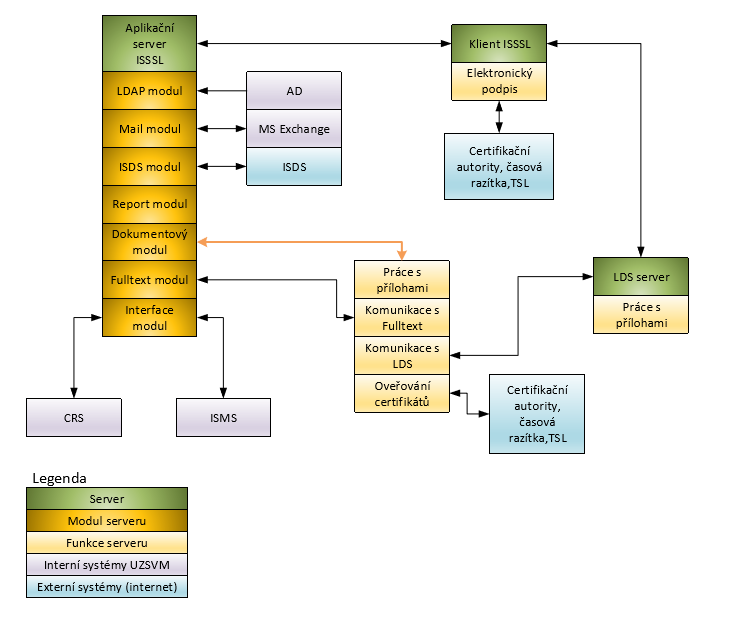 Aplikační
server
ISSSL
LDAP modul
Mail modul
ISDS modul
Report modul
Dokumentový
modul
Fulltext modul
Interface
modul
AD
MS Exchange
ISDS
Klient ISSSL
Elektronický
podpis
Certifikační
autority, časová
razítka,TSL
LDS server
Práce s
přílohami
Práce s
přílohami
Komunikace s
Fulltext
Komunikace s
LDS
Oveřování
certifikátů
Certifikační
autority,
časová
razítka,TSL
CRS
ISMS
Legenda
Server
Modul serveru
Funkce serveru
Interní systémy UZSVM
Externí systémy (internet)